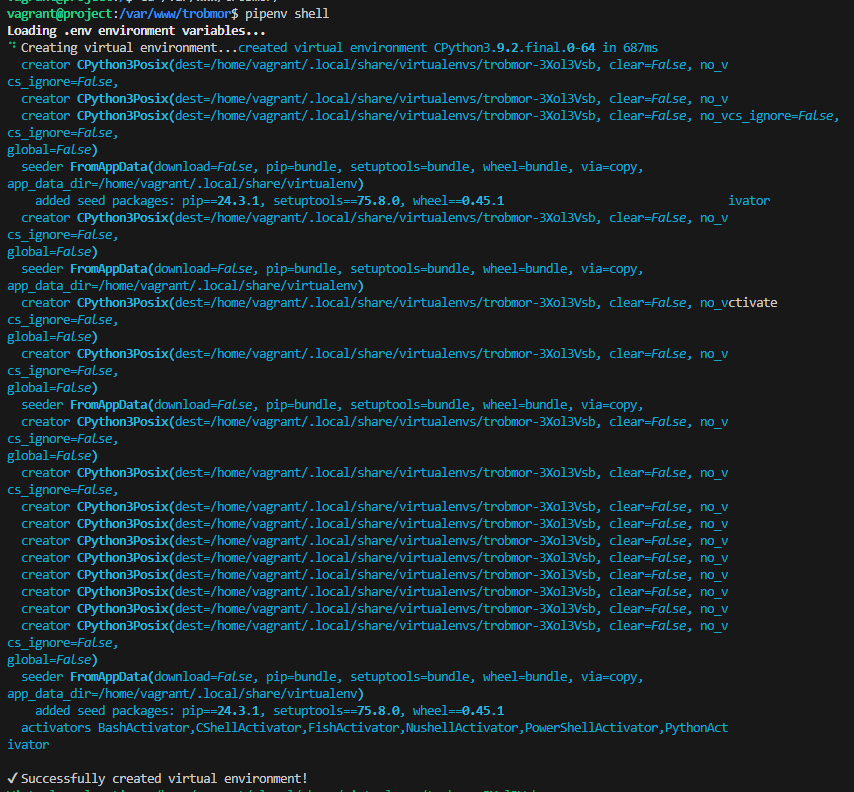 vagrant@project:/var/www/trobmor$ pipenv shell
Loading .env environment variables...
Creating virtual environment...created virtual environment CPython3.9.2.final.0-64 in 687ms
creator CPython3Posix(dest=/home/vagrant/.local/share/virtualenvs/trobmor-3Xol3Vsb, clear=False, no_v
cs_ignore=False,
creator CPython3Posix(dest=/home/vagrant/.local/share/virtualenvs/trobmor-3Xol3Vsb, clear=False, no_v
creator CPython3Posix(dest=/home/vagrant/.local/share/virtualenvs/trobmor-3Xol3Vsb, clear=False, no_vcs_ignore=False,
cs_ignore=False,
global=False)
seeder FromAppData(download=False, pip=bundle, setuptools=bundle, wheel=bundle, via=copy,
app_data_dir=/home/vagrant/.local/share/virtualenv)
added seed packages: pip==24.3.1, setuptools==75.8.0, wheel==0.45.1 ivator
creator CPython3Posix(dest=/home/vagrant/.local/share/virtualenvs/trobmor-3Xol3Vsb, clear=False, no_v
cs_ignore=False,
global=False)
seeder FromAppData(download=False, pip=bundle, setuptools=bundle, wheel=bundle, via=copy,
app_data_dir=/home/vagrant/.local/share/virtualenv)
creator CPython3Posix(dest=/home/vagrant/.local/share/virtualenvs/trobmor-3Xol3Vsb, clear=False, no_vctivate
cs_ignore=False,
global=False)
creator CPython3Posix(dest=/home/vagrant/.local/share/virtualenvs/trobmor-3Xol3Vsb, clear=False, no_v
cs_ignore=False,
global=False)
seeder FromAppData(download=False, pip=bundle, setuptools=bundle, wheel=bundle, via=copy,
creator CPython3Posix(dest=/home/vagrant/.local/share/virtualenvs/trobmor-3Xol3Vsb, clear=False, no_v
cs_ignore=False,
global=False)
creator CPython3Posix(dest=/home/vagrant/.local/share/virtualenvs/trobmor-3Xol3Vsb, clear=False, no_v
cs_ignore=False,
creator CPython3Posix(dest=/home/vagrant/.local/share/virtualenvs/trobmor-3Xol3Vsb, clear=False, no_v
creator CPython3Posix(dest=/home/vagrant/.local/share/virtualenvs/trobmor-3Xol3Vsb, clear=False, no_v
creator CPython3Posix(dest=/home/vagrant/.local/share/virtualenvs/trobmor-3Xol3Vsb, clear=False, no_v
creator CPython3Posix(dest=/home/vagrant/.local/share/virtualenvs/trobmor-3Xol3Vsb, clear=False, no_v
creator CPython3Posix(dest=/home/vagrant/.local/share/virtualenvs/trobmor-3Xol3Vsb, clear=False, no_v
creator CPython3Posix(dest=/home/vagrant/.local/share/virtualenvs/trobmor-3Xol3Vsb, clear=False, no_v
creator CPython3Posix(dest=/home/vagrant/.local/share/virtualenvs/trobmor-3Xol3Vsb, clear=False, no_v
creator CPython3Posix(dest=/home/vagrant/.local/share/virtualenvs/trobmor-3Xol3Vsb, clear=False, no_v
cs_ignore=False,
global=False)
seeder FromAppData(download=False, pip=bundle, setuptools=bundle, wheel=bundle, via=copy,
app_data_dir=/home/vagrant/.local/share/virtualenv)
added seed packages: pip==24.3.1, setuptools==75.8.0, wheel==0.45.1
activators BashActivator,CShellActivator,FishActivator,NushellActivator,PowerShellActivator,PythonAct
ivator
✔ Successfully created virtual environment!